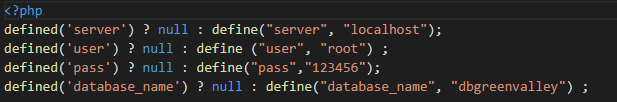 <?php
defined('server') ? null : define("server", "localhost");
defined('user') ? null : define ("user", "root") ;
defined('pass') ? null : define("pass","123456");
defined('database_name') ? null : define("database_name", "dbgreenvalley") ;